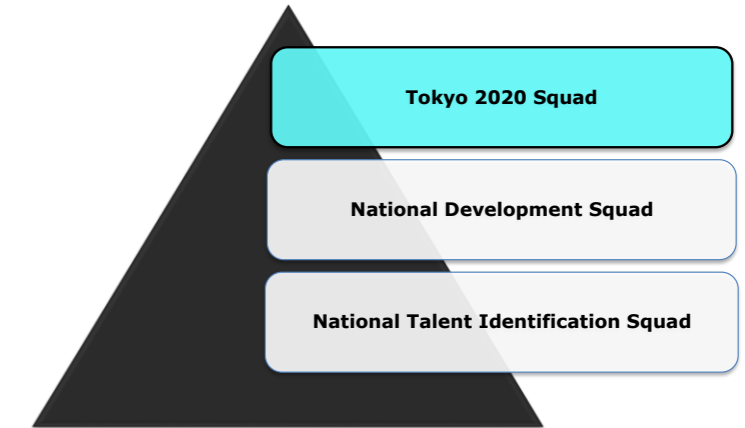 Tokyo 2020 Squad
National Development Squad
National Talent Identification Squad